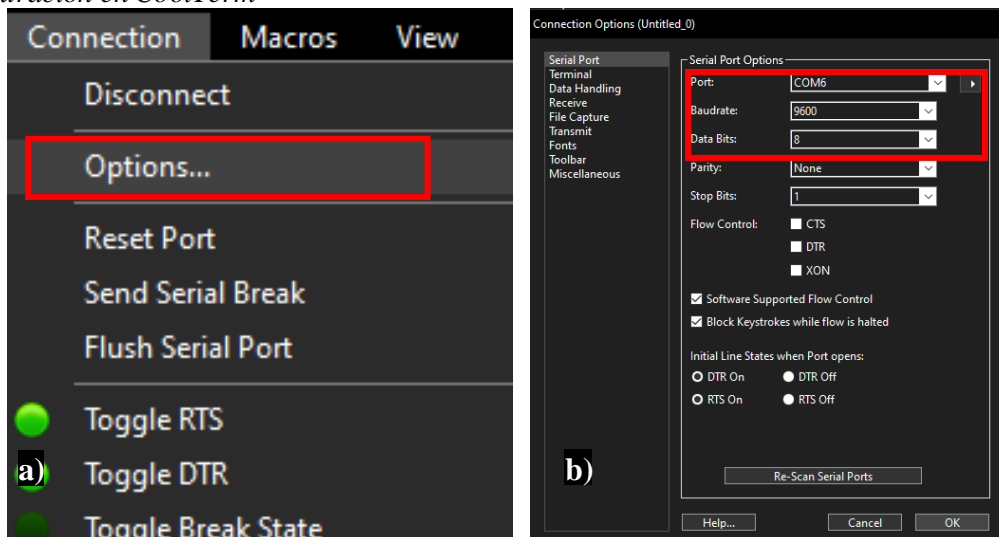 en CoolTerm
Connection Macros View
Disconnect
Options...
Reset Port
Send Serial Break
Flush Serial Port
Toggle RTS
a)
Toggle DTR
Toggle Break State
Connection Options (Untitled_0)
Serial Port
Terminal
Data Handling
Receive
File Capture
Transmit
Fonts
Toolbar
Miscellaneous
Serial Port Options
Port: COM6
Baudrate: 9600
Data Bits: 8
Parity: None
Stop Bits: 1
Flow Control: CTS
DTR
XON
Software Supported Flow Control
Block Keystrokes while flow is halted
Initial Line States when Port opens:
DTR On DTR Off
RTS On RTS Off
b)
Re-Scan Serial Ports
Help... Cancel OK